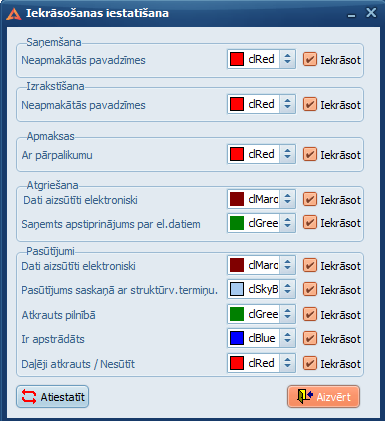 Iekrāsošanas iestatīšana
Saņemšana
Neapmakātās pavadzīmes clRed Iekrāsot
Izrakstīšana
Neapmakātās pavadzīmes clRed Iekrāsot
Apmaksas
Ar pārpalikumu clRed Iekrāsot
Atgriešana
Dati aizsūtīti elektroniski clMarc Iekrāsot
Saņemts apstiprinājums par el.datiem clGree Iekrāsot
Pasūtījumi
Dati aizsūtīti elektroniski clMarc Iekrāsot
Pasūtījums saskaņā ar struktūrv.termiņu. clSkyB Iekrāsot
Atkrauts pilnībā clGree Iekrāsot
Ir apstrādāts clBlue Iekrāsot
Daļēji atkrauts / Nesūtīt clRed Iekrāsot
Atiestatīt Aizvērt